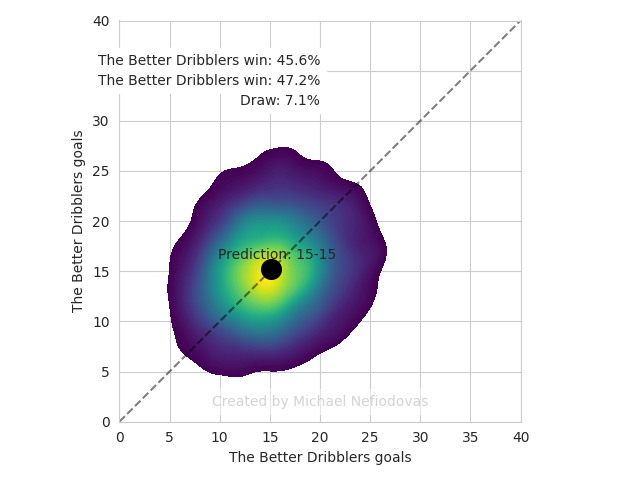 40
The Better Dribblers win: 45.6%
The Better Dribblers win: 47.2%
Draw: 7.1%
30
25
20
15
10
5
0
The Better Dribblers goals
Prediction: 15-15
Created by Michael Nefiodovas
0 5 10 15 20 25 30 35 40
The Better Dribblers goals